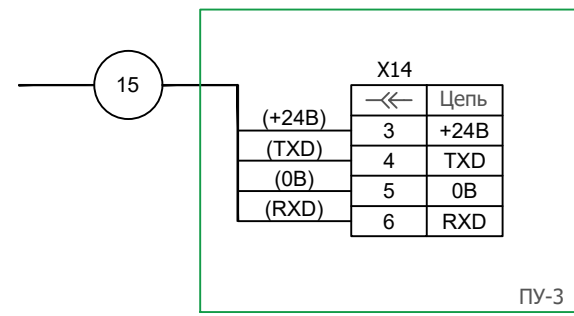 15
X14
Цепь
(+24В) 3 +24В
(TXD) 4 TXD
(0В) 5 0В
(RXD) 6 RXD
ПУ-3